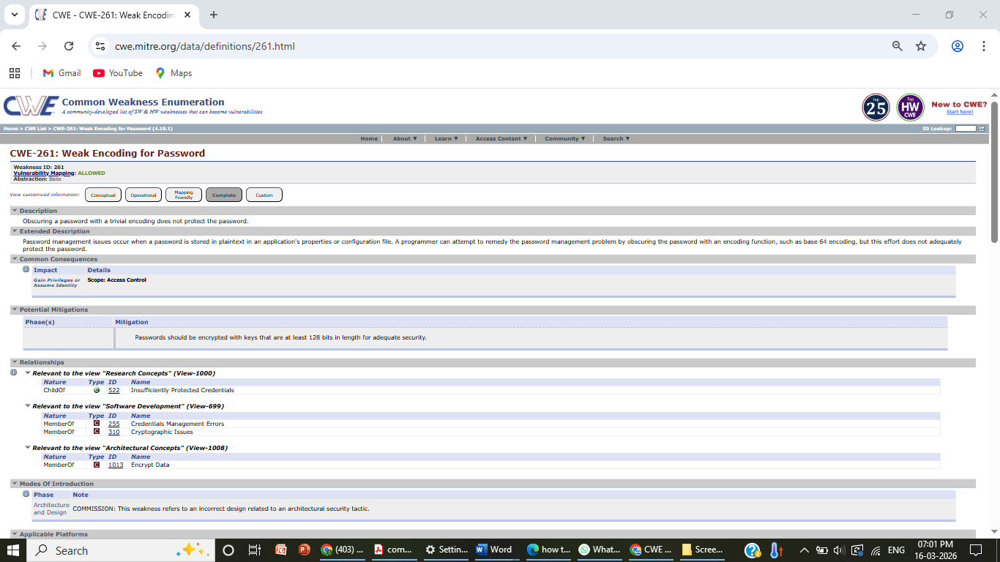 CWE - CWE-261: Weak Encodin
cwe.mitre.org/data/definitions/261.html
Gmail YouTube Maps
CWE
Common Weakness Enumeration
A community-developed list of SW & HW weaknesses that can become vulnerabilities
Top 25
Top HW CWE
New to CWE?
Start here!
Home > CWE List > CWE-261: Weak Encoding for Password (4.19.1)
ID Lookup: Go
Home | About ▼ | Learn ▼ | Access Content ▼ | Community ▼ | Search ▼
CWE-261: Weak Encoding for Password
Weakness ID: 261
Vulnerability Mapping: ALLOWED
Abstraction: Base
View customized information: Conceptual Operational Mapping Friendly Complete Custom
Description
Obscuring a password with a trivial encoding does not protect the password.
Extended Description
Password management issues occur when a password is stored in plaintext in an application's properties or configuration file. A programmer can attempt to remedy the password management problem by obscuring the password with an encoding function, such as base 64 encoding, but this effort does not adequately
protect the password.
Common Consequences
Impact Details
Gain Privileges or Assume Identity Scope: Access Control
Potential Mitigations
Phase(s) Mitigation
Passwords should be encrypted with keys that are at least 128 bits in length for adequate security.
Relationships
Relevant to the view "Research Concepts" (View-1000)
Nature Type ID Name
ChildOf C 522 Insufficiently Protected Credentials
Relevant to the view "Software Development" (View-699)
Nature Type ID Name
MemberOf C 255 Credentials Management Errors
MemberOf C 310 Cryptographic Issues
Relevant to the view "Architectural Concepts" (View-1008)
Nature Type ID Name
MemberOf C 1013 Encrypt Data
Modes Of Introduction
Phase Note
Architecture and Design COMMISSION: This weakness refers to an incorrect design related to an architectural security tactic.
Applicable Platforms
Search (403) ... com... Settin... Word how t... What... CWE ... Scree... ENG 07:01 PM
16-03-2026